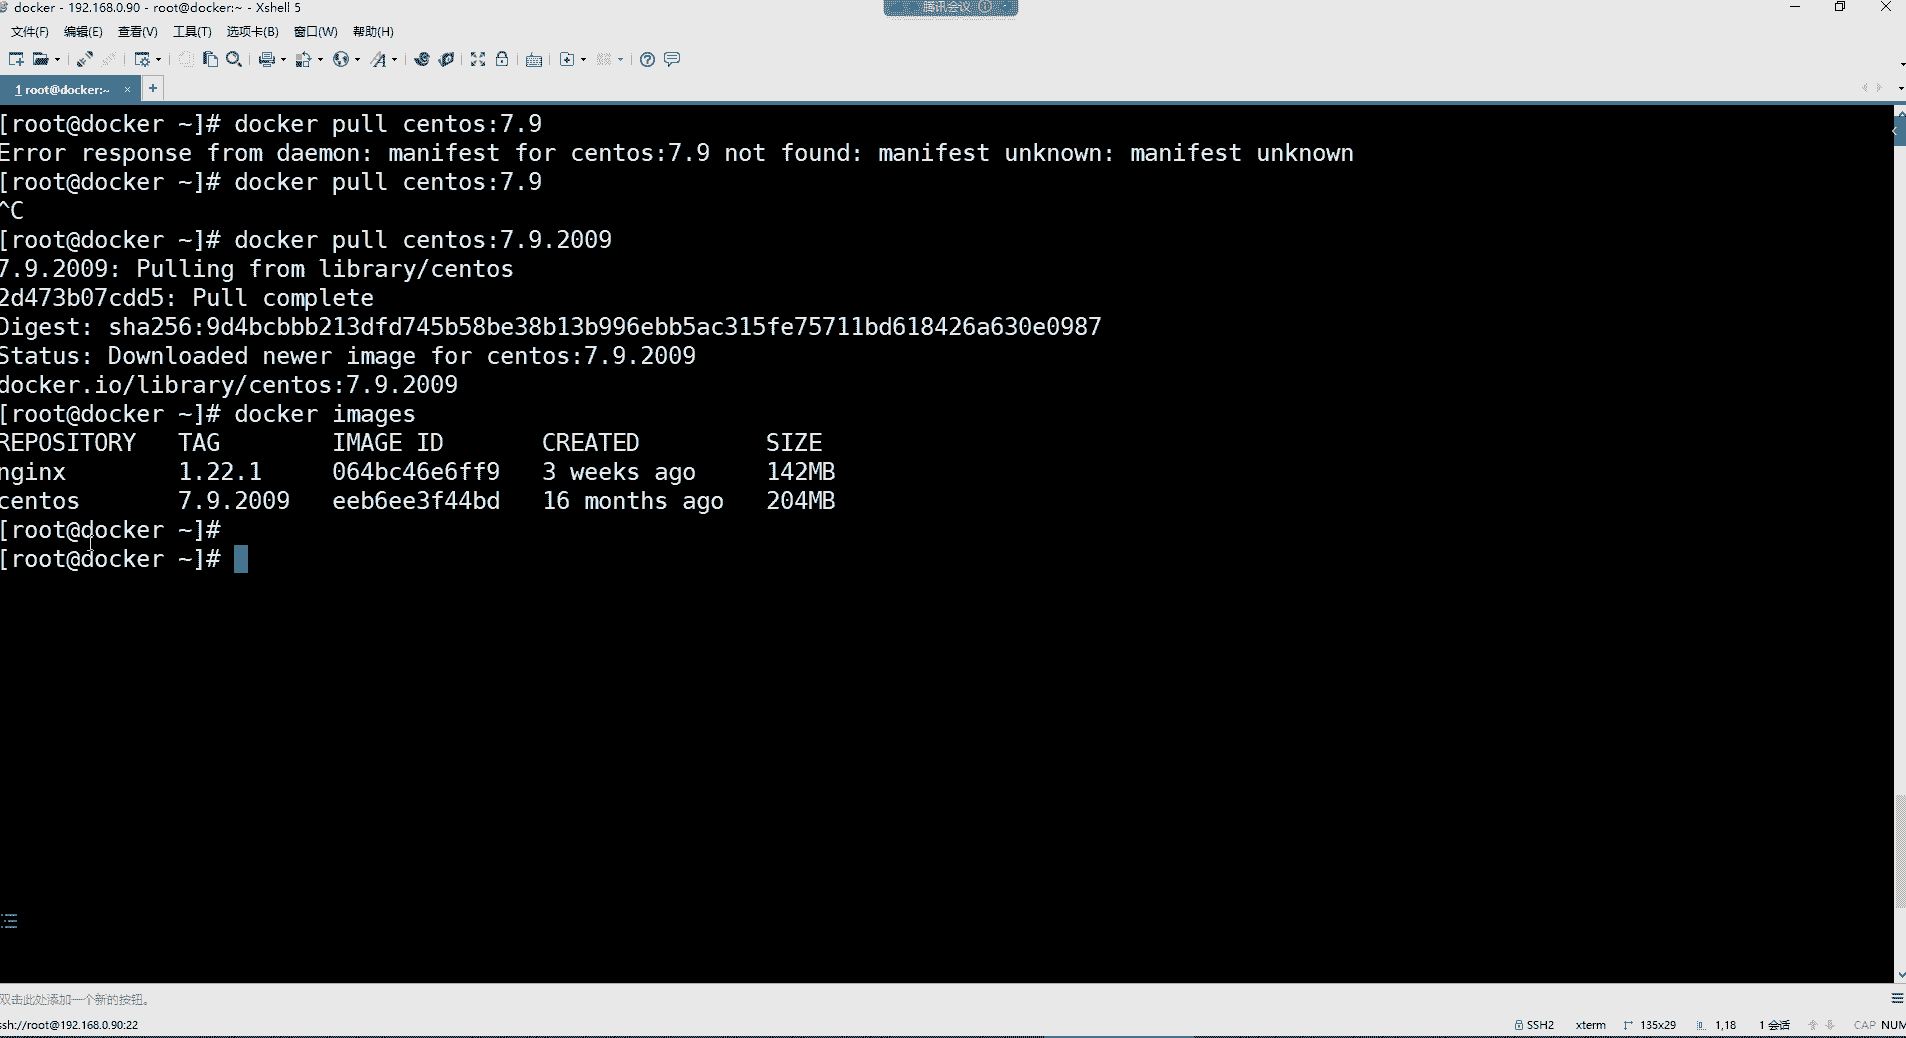 docker - 192.168.0.90 - root@docker:~ - Xshell 5
腾讯会议
文件(F) 编辑(E) 查看(V) 工具(T) 选项卡(B) 窗口(W) 帮助(H)
1 root@docker:~ × +
[root@docker ~]# docker pull centos:7.9
Error response from daemon: manifest for centos:7.9 not found: manifest unknown: manifest unknown
[root@docker ~]# docker pull centos:7.9
^C
[root@docker ~]# docker pull centos:7.9.2009
7.9.2009: Pulling from library/centos
2d473b07cdd5: Pull complete
Digest: sha256:9d4bcbbb213dfd745b58be38b13b996ebb5ac315fe75711bd618426a630e0987
Status: Downloaded newer image for centos:7.9.2009
docker.io/library/centos:7.9.2009
[root@docker ~]# docker images
REPOSITORY TAG IMAGE ID CREATED SIZE
nginx 1.22.1 064bc46e6ff9 3 weeks ago 142MB
centos 7.9.2009 eeb6ee3f44bd 16 months ago 204MB
[root@docker ~]#
[root@docker ~]#
双击此处添加一个新的按钮。
ssh://root@192.168.0.90:22 SSH2 xterm 135x29 1,18 1 会话 CAP NUM